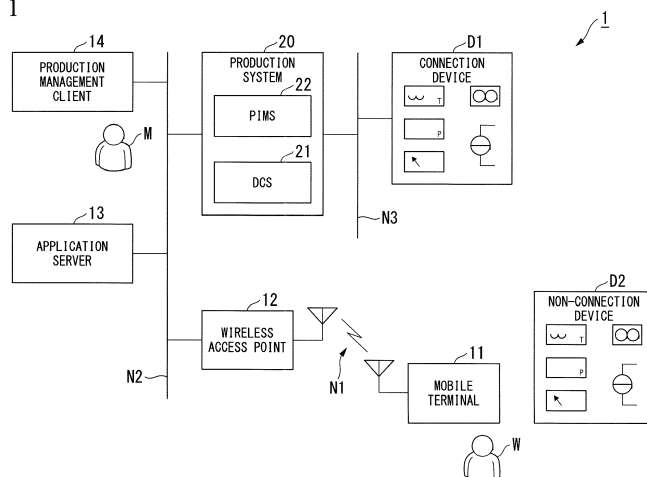 1
1
14
PRODUCTION
MANAGEMENT
CLIENT
M
20
PRODUCTION
SYSTEM
22
PIMS
21
DCS
D1
CONNECTION
DEVICE
T
P
N3
13
APPLICATION
SERVER
12
WIRELESS
ACCESS POINT
N2
N1
11
MOBILE
TERMINAL
W
D2
NON-CONNECTION
DEVICE
T
P